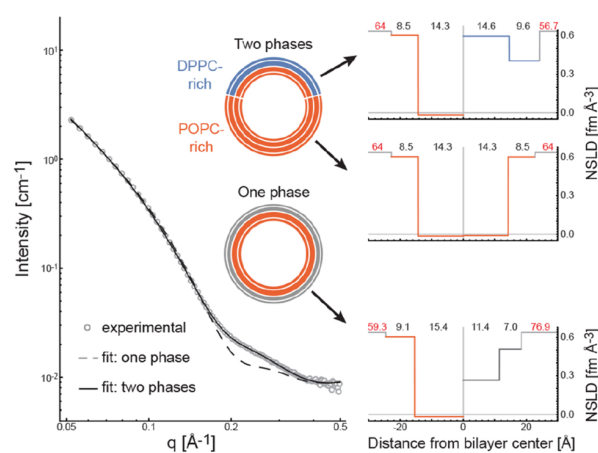 Intensity [cm-1]
10¹
10⁰
10-1
10-2
0.05
0.1
0.2
0.5
q [Å-1]
experimental
fit: one phase
fit: two phases
Two phases
DPPC-
rich
POPC-
rich
One phase
64 8.5 14.3 14.6 9.6 56.7
0.6
0.3
0.0
NSLD [fm Å-3]
64 8.5 14.3 14.3 8.5 64
0.6
0.3
0.0
NSLD [fm Å-3]
59.3 9.1 15.4 11.4 7.0 76.9
0.6
0.3
0.0
NSLD [fm Å-3]
-20 0 20
Distance from bilayer center [Å]